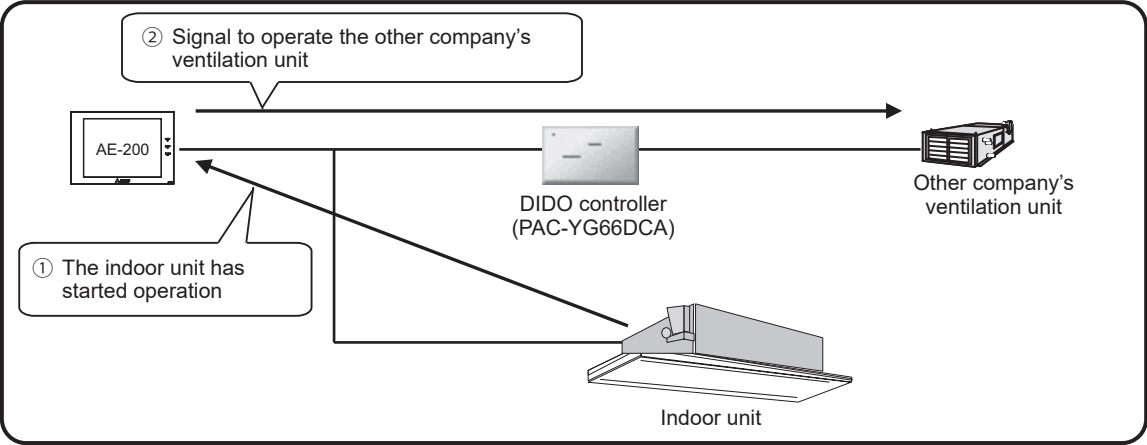 ② Signal to operate the other company's
ventilation unit
AE-200
DIDO controller
(PAC-YG66DCA)
Other company's
ventilation unit
① The indoor unit has
started operation
Indoor unit